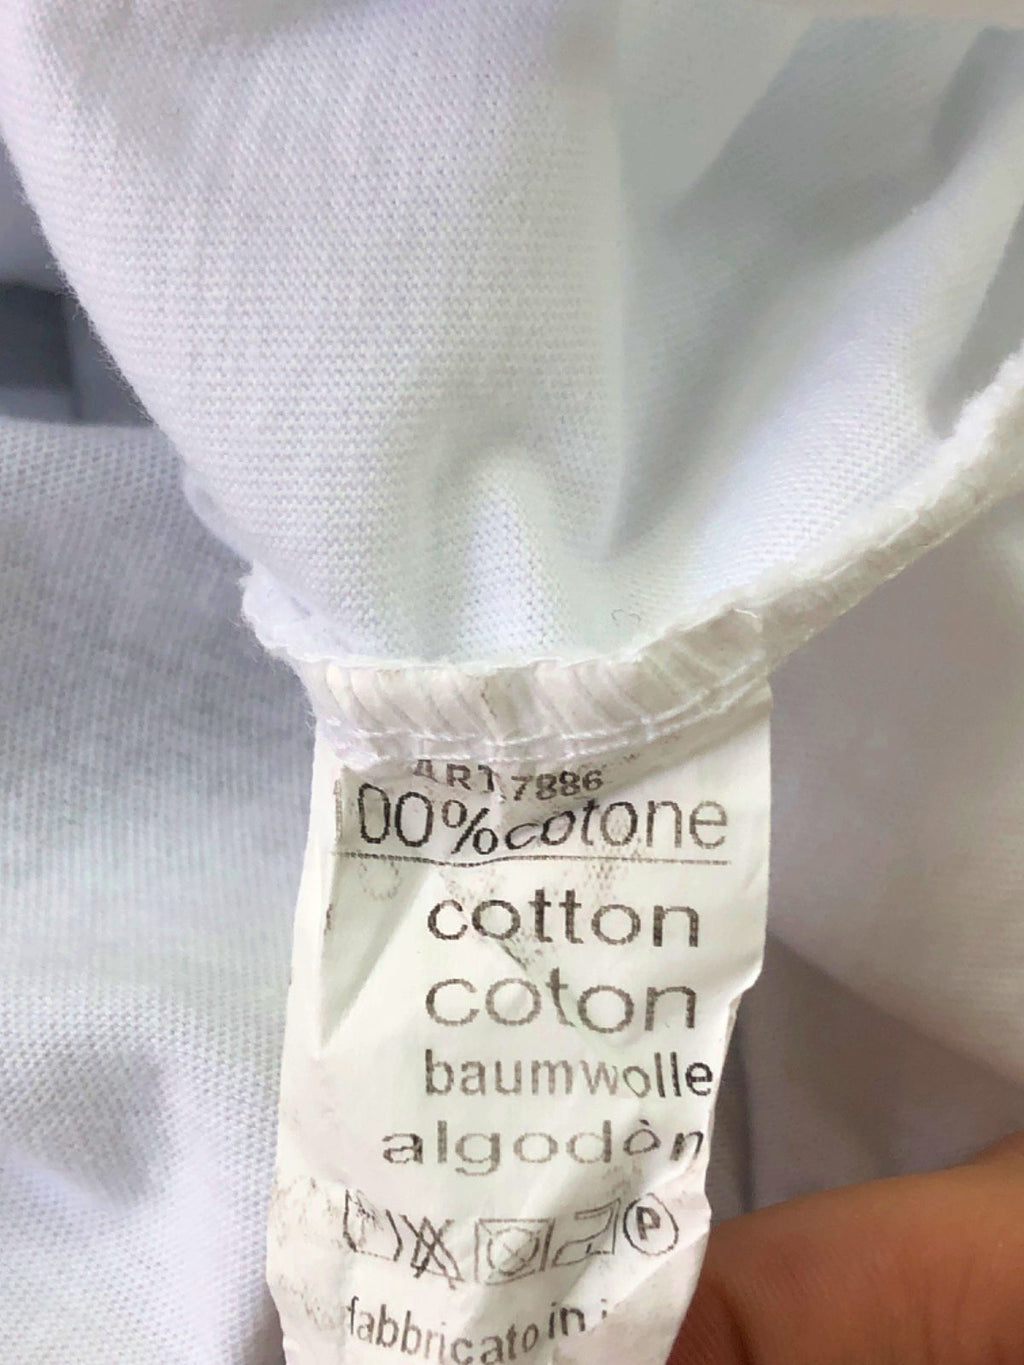 ART.7886
00%cotone
cotton
coton
baumwolle
algodòn
P
fabbricato in